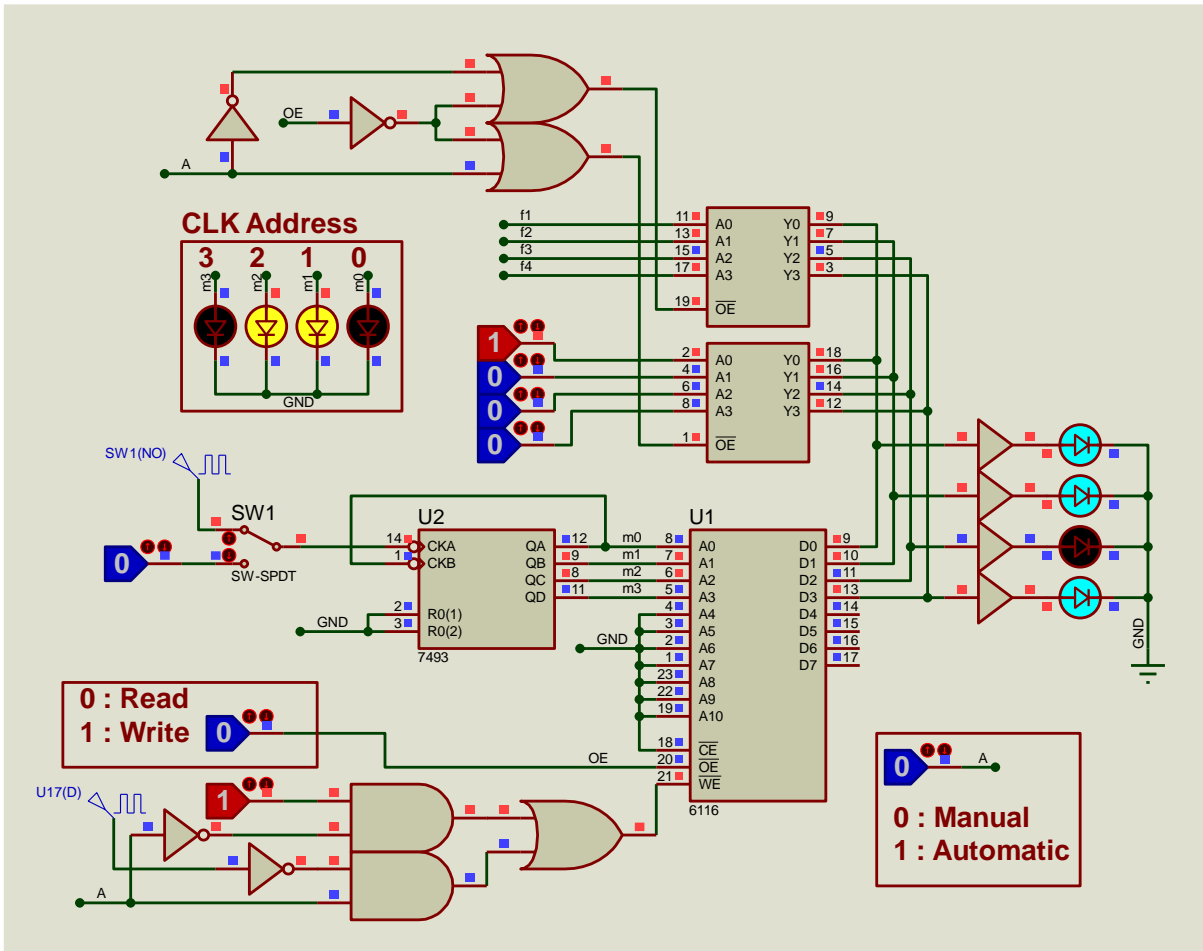 OE
A
CLK Address
3 2 1 0
m3 m2 m1 m0
GND
f1 11 A0 Y0 9
f2 13 A1 Y1 7
f3 15 A2 Y2 5
f4 17 A3 Y3 3
19 OE
1 2 A0 Y0 18
0 4 A1 Y1 16
0 6 A2 Y2 14
0 8 A3 Y3 12
1 OE
SW1(NO)
SW1
0
SW-SPDT
U2
14 CKA QA 12
1 CKB QB 9
QC 8
QD 11
2 R0(1)
3 R0(2)
GND
7493
U1
m0 8 A0 D0 9
m1 7 A1 D1 10
m2 6 A2 D2 11
m3 5 A3 D3 13
4 A4 D4 14
3 A5 D5 15
GND 2 A6 D6 16
1 A7 D7 17
23 A8
22 A9
19 A10
18 CE
OE 20 OE
21 WE
6116
GND
0 : Read
1 : Write
0
U17(D)
1
A
0 A
0 : Manual
1 : Automatic